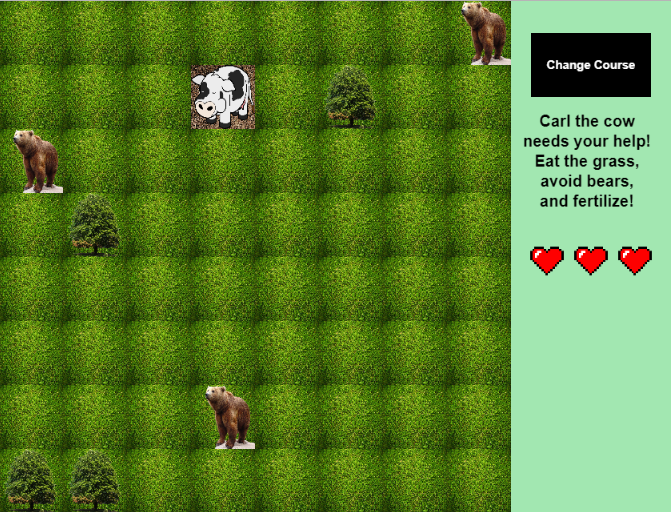 Change Course
Carl the cow
needs your help!
Eat the grass,
avoid bears,
and fertilize!